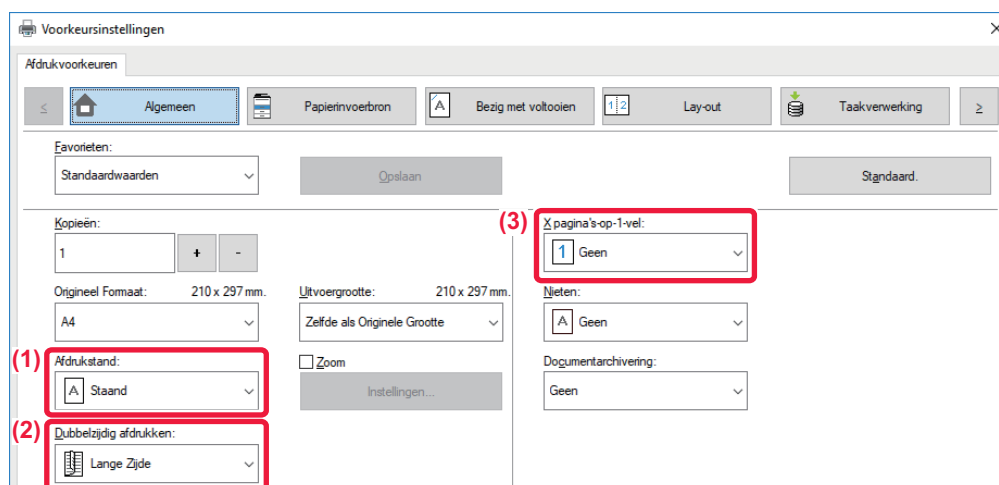 Voorkeursinstellingen
Afdrukvoorkeuren
< Algemeen Papierinvoerbron Bezig met voltooien Lay-out Taakverwerking >
Favorieten:
Standaardwaarden Opslaan Standaard.
Kopieën: (3) X pagina's-op-1-vel:
1 + - 1 Geen
Origineel Formaat: 210 x 297 mm. Uitvoergrootte: 210 x 297 mm. Nieten:
A4 Zelfde als Originele Grootte A Geen
(1) Afdrukstand: Zoom Documentarchivering:
A Staand Instellingen... Geen
(2) Dubbelzijdig afdrukken:
Lange Zijde